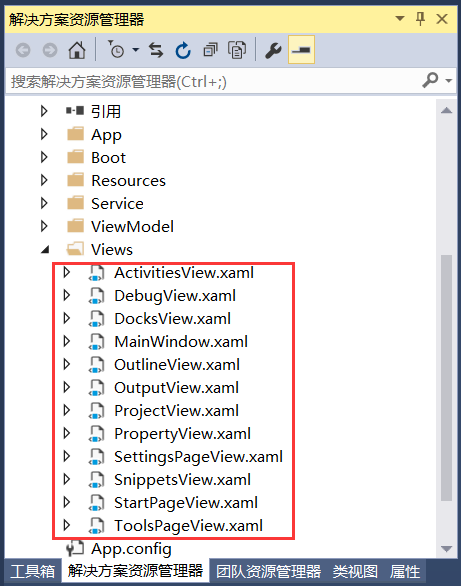 解决方案资源管理器
搜索解决方案资源管理器(Ctrl+;)
引用
App
Boot
Resources
Service
ViewModel
Views
ActivitiesView.xaml
DebugView.xaml
DocksView.xaml
MainWindow.xaml
OutlineView.xaml
OutputView.xaml
ProjectView.xaml
PropertyView.xaml
SettingsPageView.xaml
SnippetsView.xaml
StartPageView.xaml
ToolsPageView.xaml
App.config
工具箱 解决方案资源管理器 团队资源管理器 类视图 属性